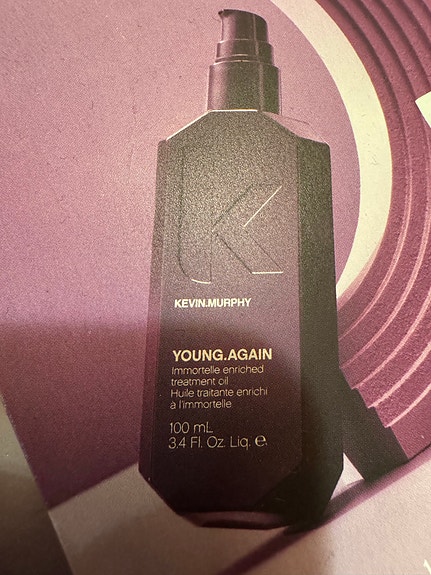 KEVIN.MURPHY
YOUNG.AGAIN
Immortelle enriched
treatment oil
Huile traitante enrichi
à l'immortelle
100 mL
3.4 Fl. Oz. Liq. ℮